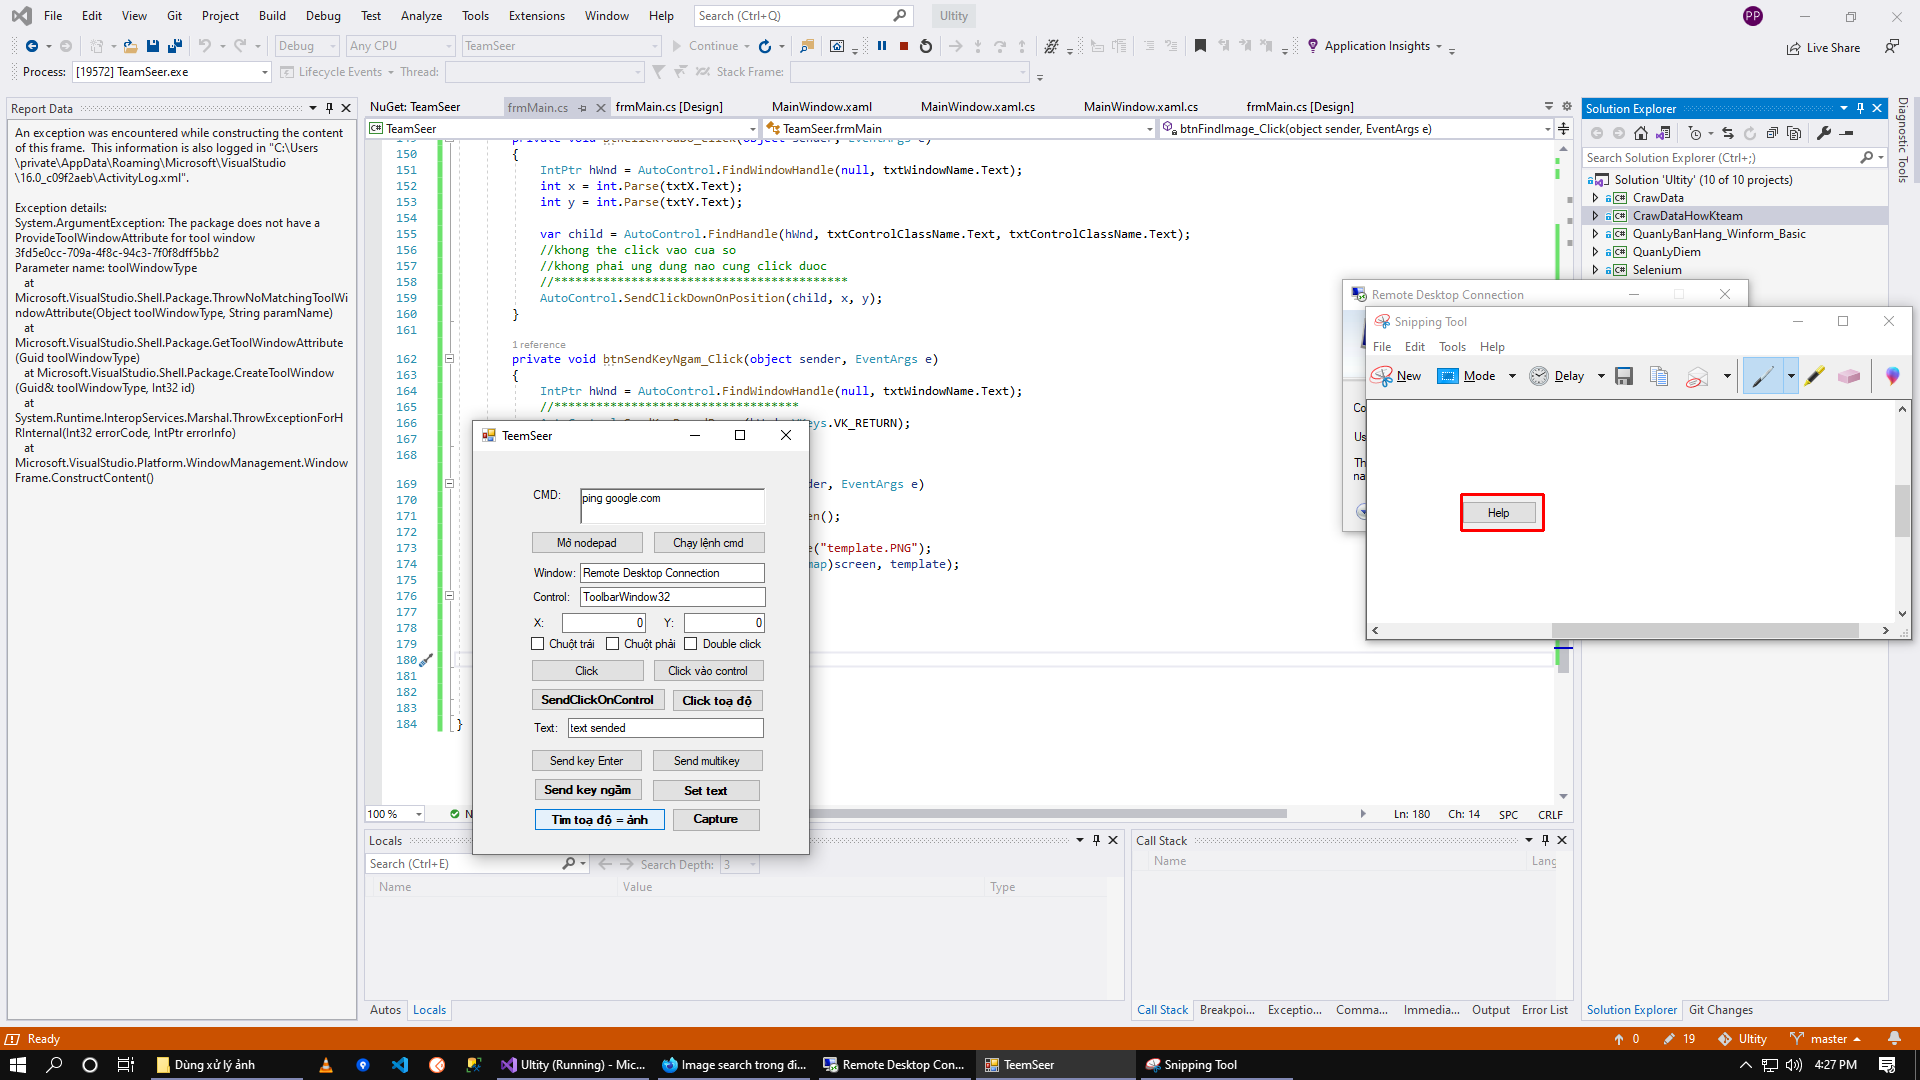 File Edit View Git Project Build Debug Test Analyze Tools Extensions Window Help Search (Ctrl+Q) Ultity PP
Debug Any CPU TeamSeer Continue Application Insights Live Share
Process: [19572] TeamSeer.exe Lifecycle Events Thread: Stack Frame:
Report Data
An exception was encountered while constructing the content
of this frame. This information is also logged in "C:\Users
\private\AppData\Roaming\Microsoft\VisualStudio
\16.0_c09f2aeb\ActivityLog.xml".
Exception details:
System.ArgumentException: The package does not have a
ProvideToolWindowAttribute for tool window
3fd5e0cc-709a-4f8c-94c3-7f0f8dff5bb2
Parameter name: toolWindowType
at
Microsoft.VisualStudio.Shell.Package.ThrowNoMatchingToolWi
ndowAttribute(Object toolWindowType, String paramName)
at
Microsoft.VisualStudio.Shell.Package.GetToolWindowAttribute
(Guid toolWindowType)
at Microsoft.VisualStudio.Shell.Package.CreateToolWindow
(Guid& toolWindowType, Int32 id)
at
System.Runtime.InteropServices.Marshal.ThrowExceptionForH
RInternal(Int32 errorCode, IntPtr errorInfo)
at
Microsoft.VisualStudio.Platform.WindowManagement.Window
Frame.ConstructContent()
NuGet: TeamSeer frmMain.cs frmMain.cs [Design] MainWindow.xaml MainWindow.xaml.cs MainWindow.xaml.cs frmMain.cs [Design]
TeamSeer TeamSeer.frmMain btnFindImage_Click(object sender, EventArgs e)
150 {
151 IntPtr hWnd = AutoControl.FindWindowHandle(null, txtWindowName.Text);
152 int x = int.Parse(txtX.Text);
153 int y = int.Parse(txtY.Text);
154
155 var child = AutoControl.FindHandle(hWnd, txtControlClassName.Text, txtControlClassName.Text);
156 //khong the click vao cua so
157 //khong phai ung dung nao cung click duoc
158 //***************************************
159 AutoControl.SendClickDownOnPosition(child, x, y);
160 }
161
1 reference
162 private void btnSendKeyNgam_Click(object sender, EventArgs e)
163 {
164 IntPtr hWnd = AutoControl.FindWindowHandle(null, txtWindowName.Text);
165 //*********************************
166 ys.VK_RETURN);
167
168
169 der, EventArgs e)
170
171 en();
172
173 e("template.PNG");
174 map)screen, template);
175
176
177
178
179
180
181
182
183
184 }
100 % Ln: 180 Ch: 14 SPC CRLF
TeemSeer
CMD: ping google.com
Mở nodepad Chạy lệnh cmd
Window: Remote Desktop Connection
Control: ToolbarWindow32
X: 0 Y: 0
Chuột trái Chuột phải Double click
Click Click vào control
SendClickOnControl Click toạ độ
Text: text sended
Send key Enter Send multikey
Send key ngầm Set text
Tìm toạ độ = ảnh Capture
Locals
Search (Ctrl+E) Search Depth: 3
Name Value Type
Autos Locals
Call Stack
Name Lang
Call Stack Breakpoi... Exceptio... Comma... Immedia... Output Error List
Solution Explorer
Search Solution Explorer (Ctrl+;)
Solution 'Ultity' (10 of 10 projects)
CrawData
CrawDataHowKteam
QuanLyBanHang_Winform_Basic
QuanLyDiem
Selenium
Diagnostic Tools
Remote Desktop Connection
Co
Us
Th
na
Snipping Tool
File Edit Tools Help
New Mode Delay
Help
Solution Explorer Git Changes
Ready 0 19 Ultity master
Dùng xử lý ảnh Ultity (Running) - Mic... Image search trong di... Remote Desktop Con... TeemSeer Snipping Tool 4:27 PM